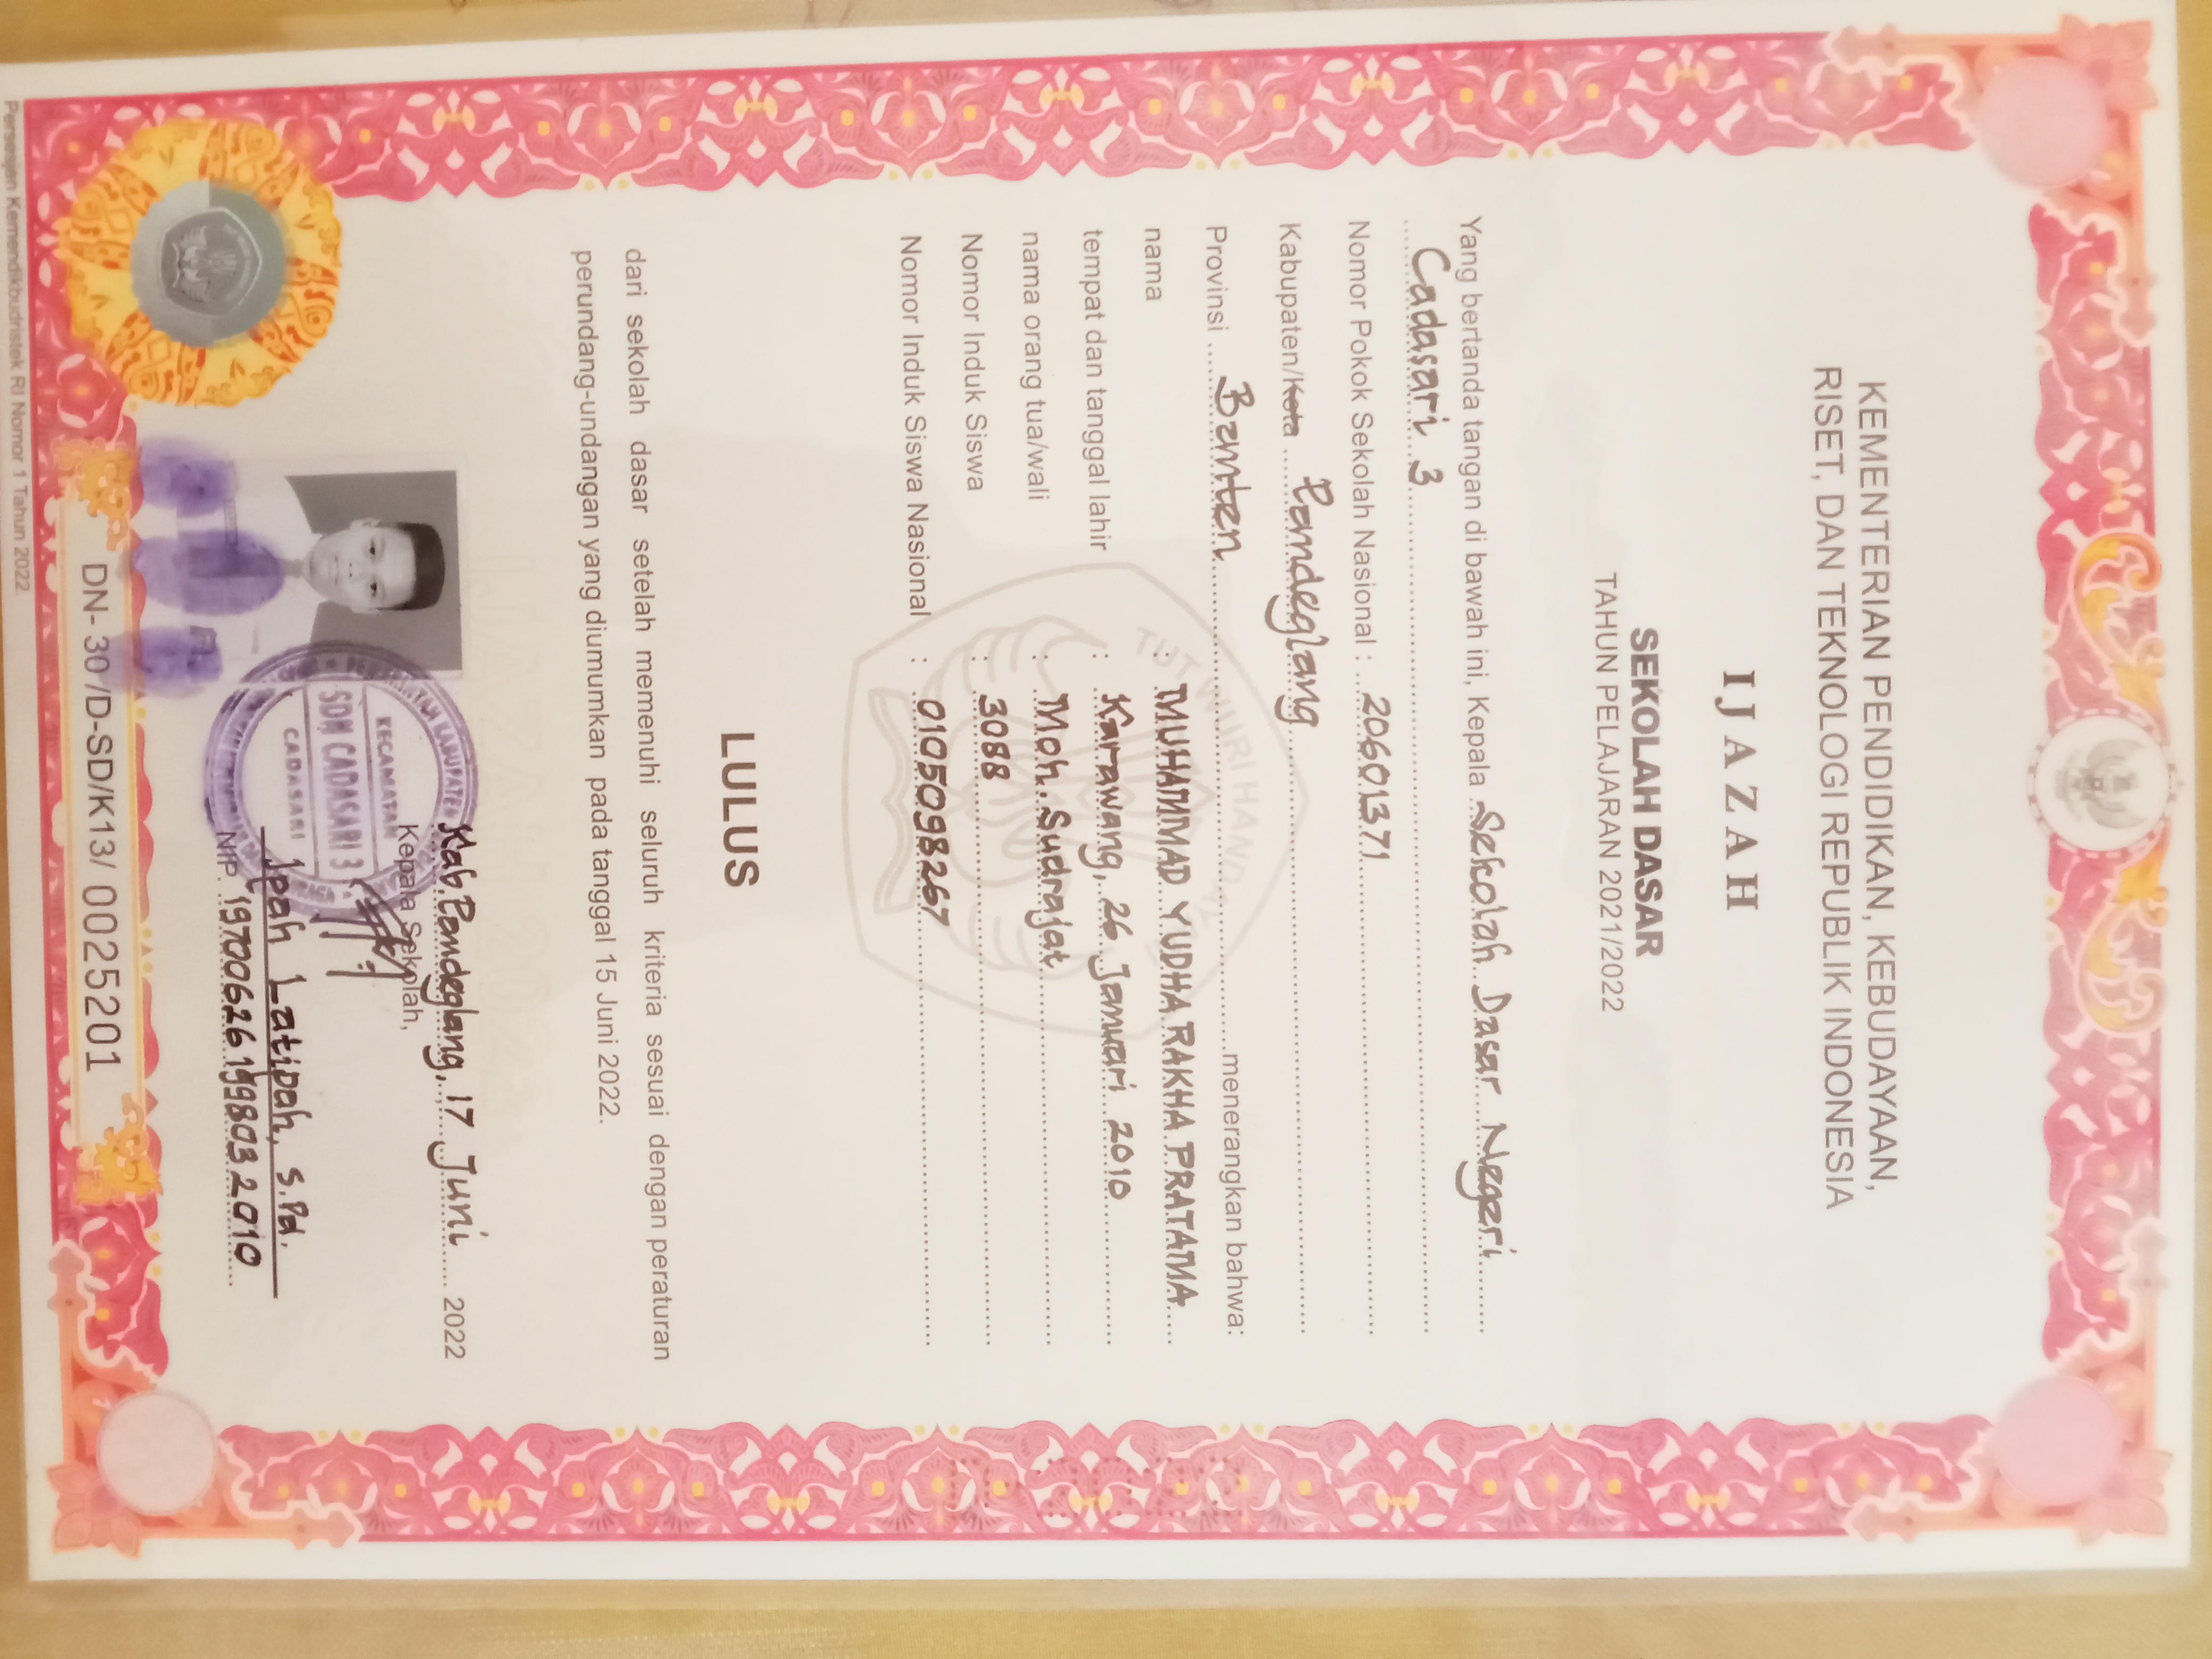 KEMENTERIAN PENDIDIKAN, KEBUDAYAAN,
RISET, DAN TEKNOLOGI REPUBLIK INDONESIA
IJAZAH
SEKOLAH DASAR
TAHUN PELAJARAN 2021/2022
Yang bertanda tangan di bawah ini, Kepala Sekolah Dasar Negeri
Cadasari 3
Nomor Pokok Sekolah Nasional : 20601371
Kabupaten/Kota Pandeglang
Provinsi Banten menerangkan bahwa:
nama : MUHAMMAD YUDHA RAKHA PRATAMA
tempat dan tanggal lahir : Karawang, 26 Januari 2010
nama orang tua/wali : Moh. Sudrajat
Nomor Induk Siswa : 3088
Nomor Induk Siswa Nasional : 0105098267
TUT WURI HANDAYANI
LULUS
dari sekolah dasar setelah memenuhi seluruh kriteria sesuai dengan peraturan
perundang-undangan yang diumumkan pada tanggal 15 Juni 2022.
Kab. Pandeglang, 17 Juni 2022
Kepala Sekolah,
KECAMATAN
SDN CADASARI 3
CADASARI
Ipah Latipah, S.Pd.
NIP. 197006261998032010
DN- 30 /D-SD/K13/ 0025201
Persesjen Kemendikbudristek RI Nomor 1 Tahun 2022